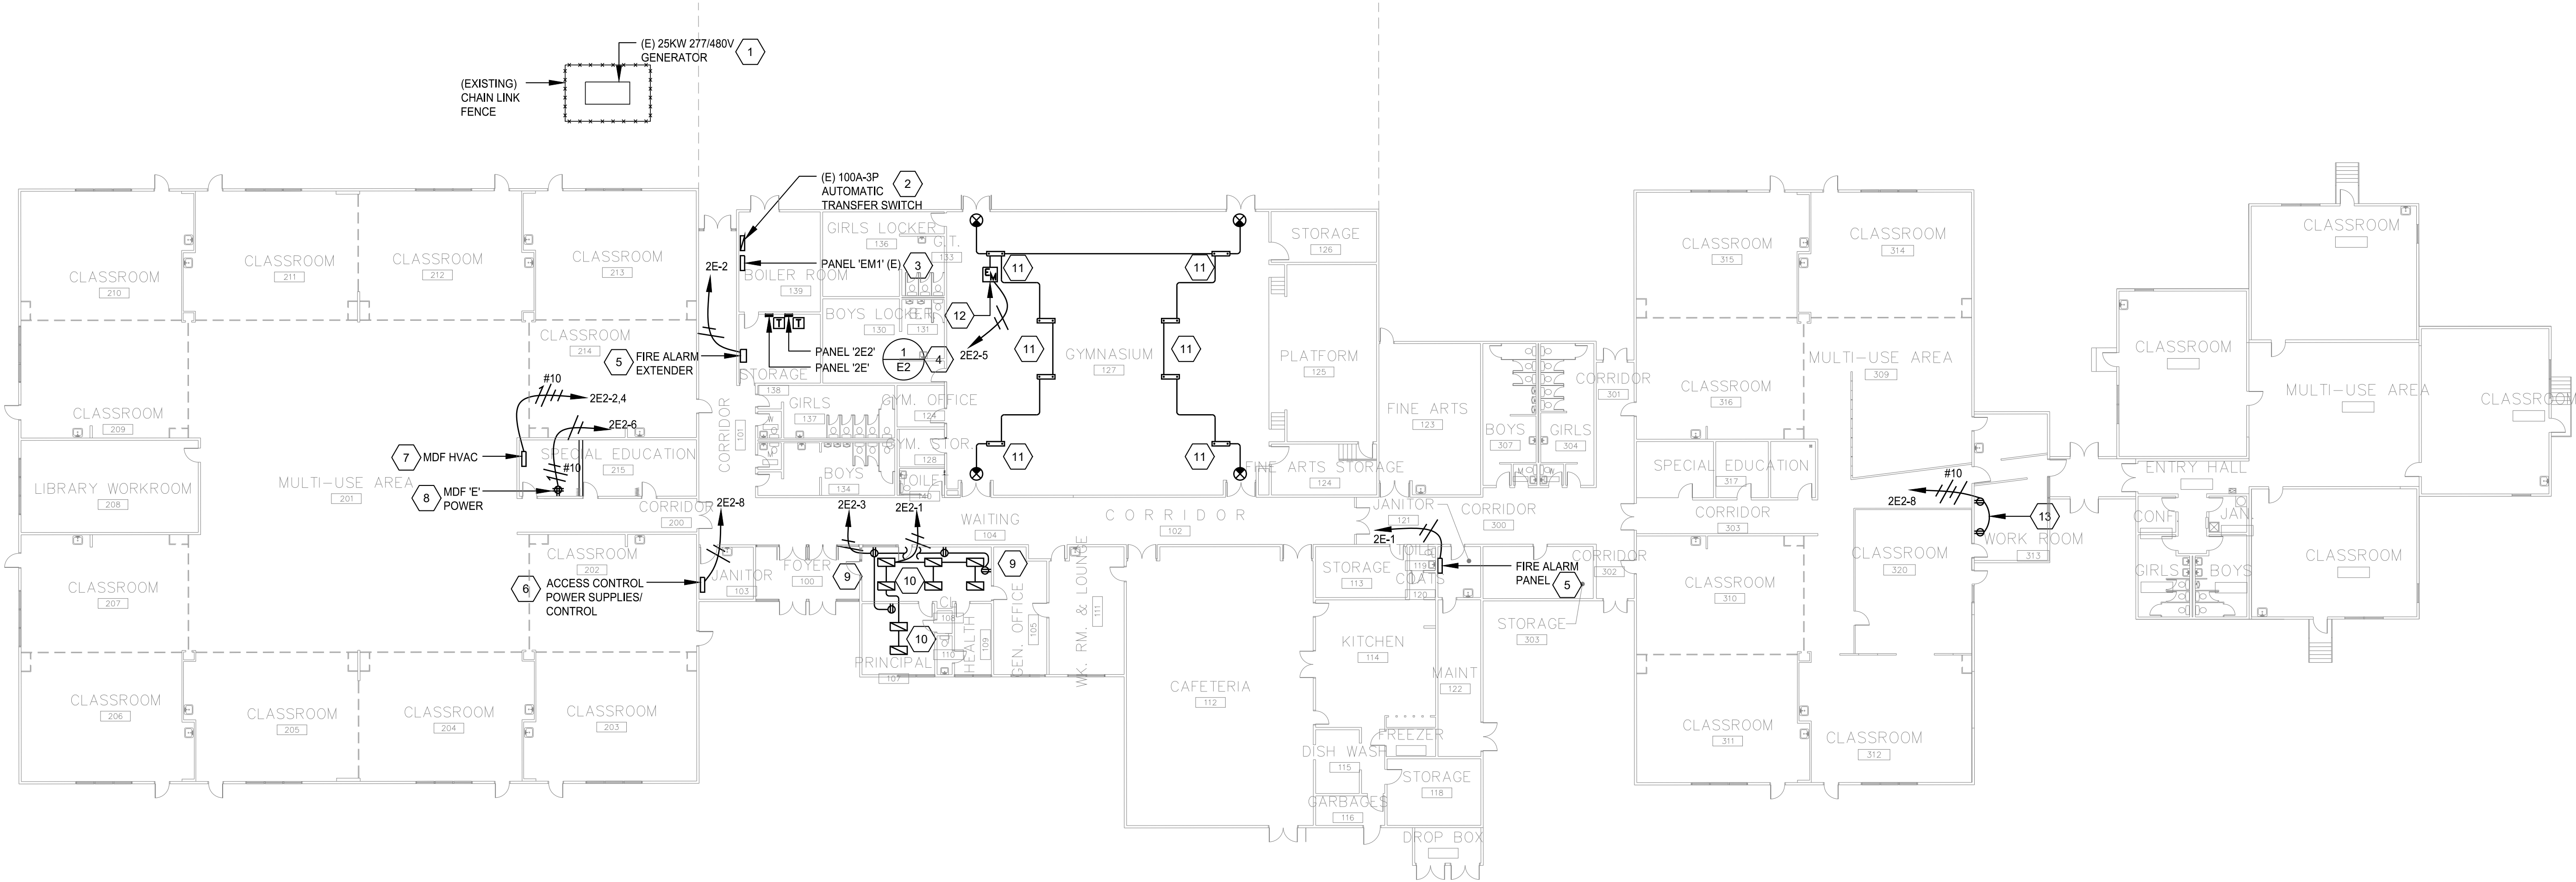 (E) 25KW 277/480V
GENERATOR
1
(EXISTING)
CHAIN LINK
FENCE
(E) 100A-3P
AUTOMATIC
TRANSFER SWITCH
2
PANEL 'EM1' (E)
3
2E-2
BOILER ROOM
139
GIRLS LOCKER
136
G.T.
133
BOYS LOCKER
130
131
T
T
PANEL '2E2'
PANEL '2E'
1
E2
4
5
FIRE ALARM
EXTENDER
STORAGE
138
EM
12
2E2-5
11
11
11
11
11
11
GYMNASIUM
127
STORAGE
126
PLATFORM
125
CLASSROOM
210
CLASSROOM
211
CLASSROOM
212
CLASSROOM
213
CLASSROOM
214
CLASSROOM
209
#10
2E2-2,4
2E2-6
#10
7
MDF HVAC
8
MDF 'E'
POWER
SPECIAL EDUCATION
215
LIBRARY WORKROOM
208
MULTI-USE AREA
201
CORRIDOR
200
CORRIDOR
101
GIRLS
137
GYM. OFFICE
124
GYM. STOR.
128
BOYS
134
TOILET
140
2E2-8
2E2-3
2E2-1
WAITING
104
CORRIDOR
102
CLASSROOM
207
CLASSROOM
202
6
ACCESS CONTROL
POWER SUPPLIES/
CONTROL
JANITOR
103
FOYER
100
9
10
9
10
CL
108
110
HEALTH
109
GEN. OFFICE
105
WK. RM. & LOUNGE
111
PRINCIPAL
107
CLASSROOM
206
CLASSROOM
205
CLASSROOM
204
CLASSROOM
203
CAFETERIA
112
STORAGE
113
2E-1
TOILET
119
COATS
120
KITCHEN
114
MAINT
122
FREEZER
DISH WASH
115
STORAGE
118
GARBAGES
116
DROP BOX
FINE ARTS
123
FINE ARTS STORAGE
124
JANITOR
121
CORRIDOR
300
FIRE ALARM
PANEL
5
STORAGE
303
CORRIDOR
302
BOYS
307
GIRLS
304
M
W
CORRIDOR
301
CLASSROOM
315
CLASSROOM
314
CLASSROOM
316
MULTI-USE AREA
309
SPECIAL EDUCATION
317
CORRIDOR
303
#10
2E2-8
13
WORK ROOM
313
CLASSROOM
310
CLASSROOM
320
CLASSROOM
311
CLASSROOM
312
CLASSROOM
CLASSROOM
MULTI-USE AREA
CLASSROOM
ENTRY HALL
CONF.
JAN.
GIRLS
BOYS
CLASSROOM